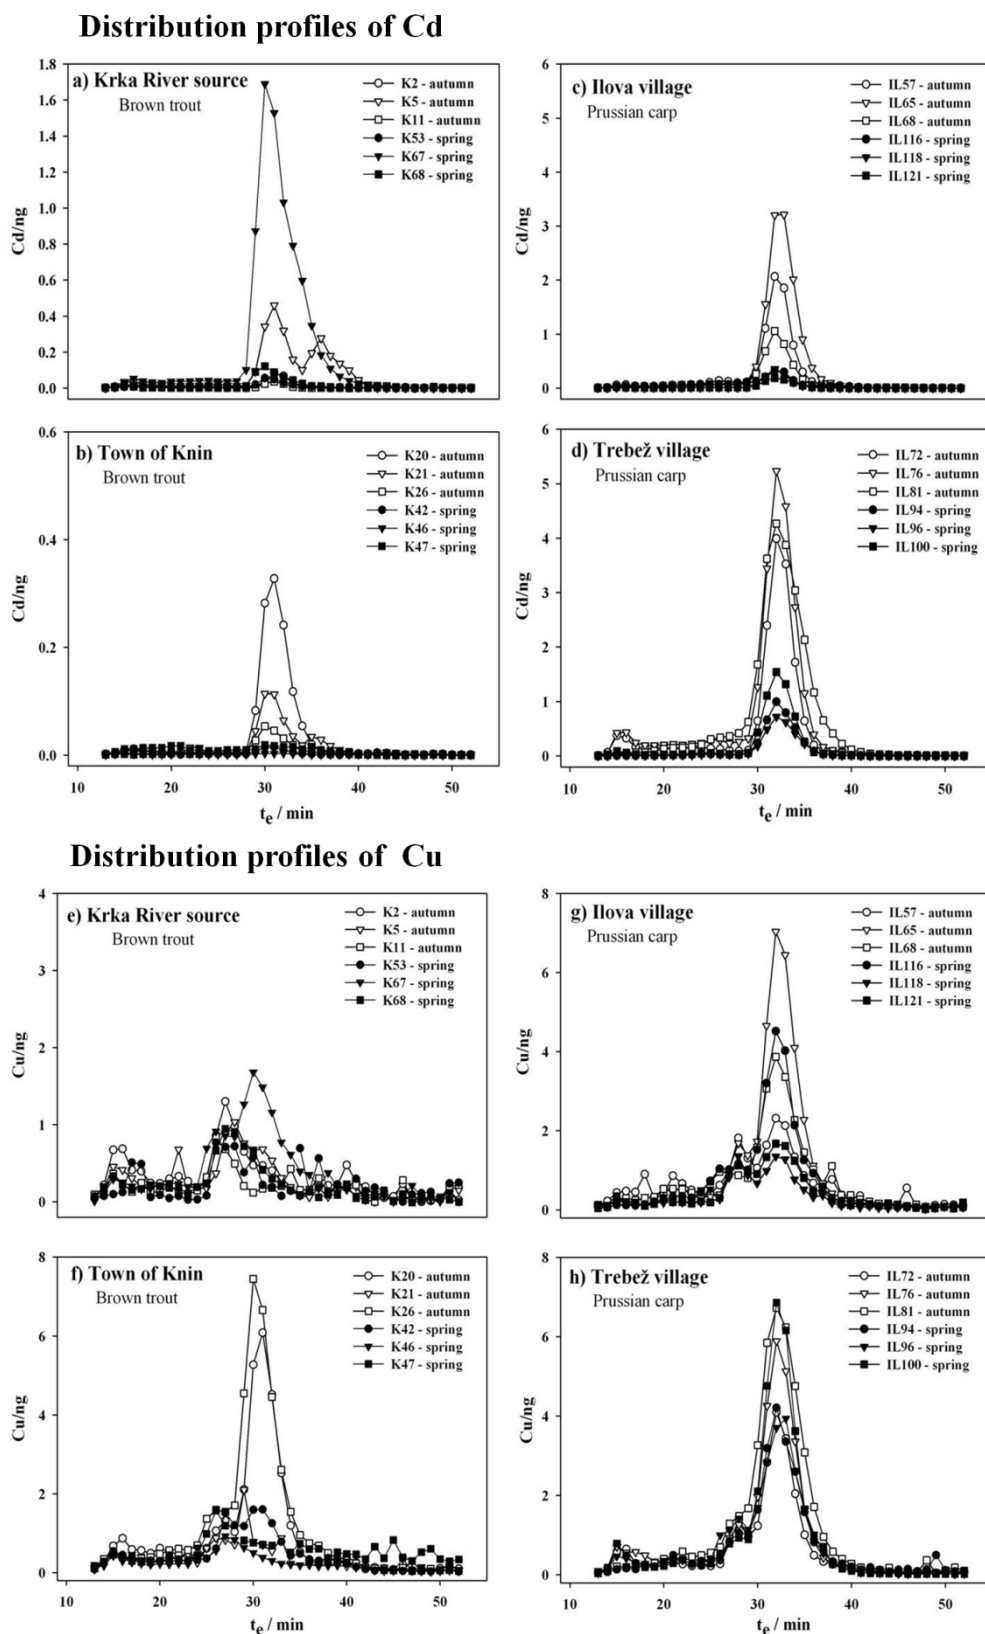 Distribution profiles of Cd
a) Krka River source
Brown trout
K2 - autumn
K5 - autumn
K11 - autumn
K53 - spring
K67 - spring
K68 - spring
1.8
1.6
1.4
1.2
1.0
0.8
0.6
0.4
0.2
0.0
Cd/ng
c) Ilova village
Prussian carp
IL57 - autumn
IL65 - autumn
IL68 - autumn
IL116 - spring
IL118 - spring
IL121 - spring
6
5
4
3
2
1
0
Cd/ng
b) Town of Knin
Brown trout
K20 - autumn
K21 - autumn
K26 - autumn
K42 - spring
K46 - spring
K47 - spring
0.6
0.4
0.2
0.0
Cd/ng
10 20 30 40 50
te / min
d) Trebež village
Prussian carp
IL72 - autumn
IL76 - autumn
IL81 - autumn
IL94 - spring
IL96 - spring
IL100 - spring
6
5
4
3
2
1
0
Cd/ng
10 20 30 40 50
te / min
Distribution profiles of Cu
e) Krka River source
Brown trout
K2 - autumn
K5 - autumn
K11 - autumn
K53 - spring
K67 - spring
K68 - spring
4
3
2
1
0
Cu/ng
g) Ilova village
Prussian carp
IL57 - autumn
IL65 - autumn
IL68 - autumn
IL116 - spring
IL118 - spring
IL121 - spring
8
6
4
2
0
Cu/ng
f) Town of Knin
Brown trout
K20 - autumn
K21 - autumn
K26 - autumn
K42 - spring
K46 - spring
K47 - spring
8
6
4
2
0
Cu/ng
10 20 30 40 50
te / min
h) Trebež village
Prussian carp
IL72 - autumn
IL76 - autumn
IL81 - autumn
IL94 - spring
IL96 - spring
IL100 - spring
8
6
4
2
0
Cu/ng
10 20 30 40 50
te / min